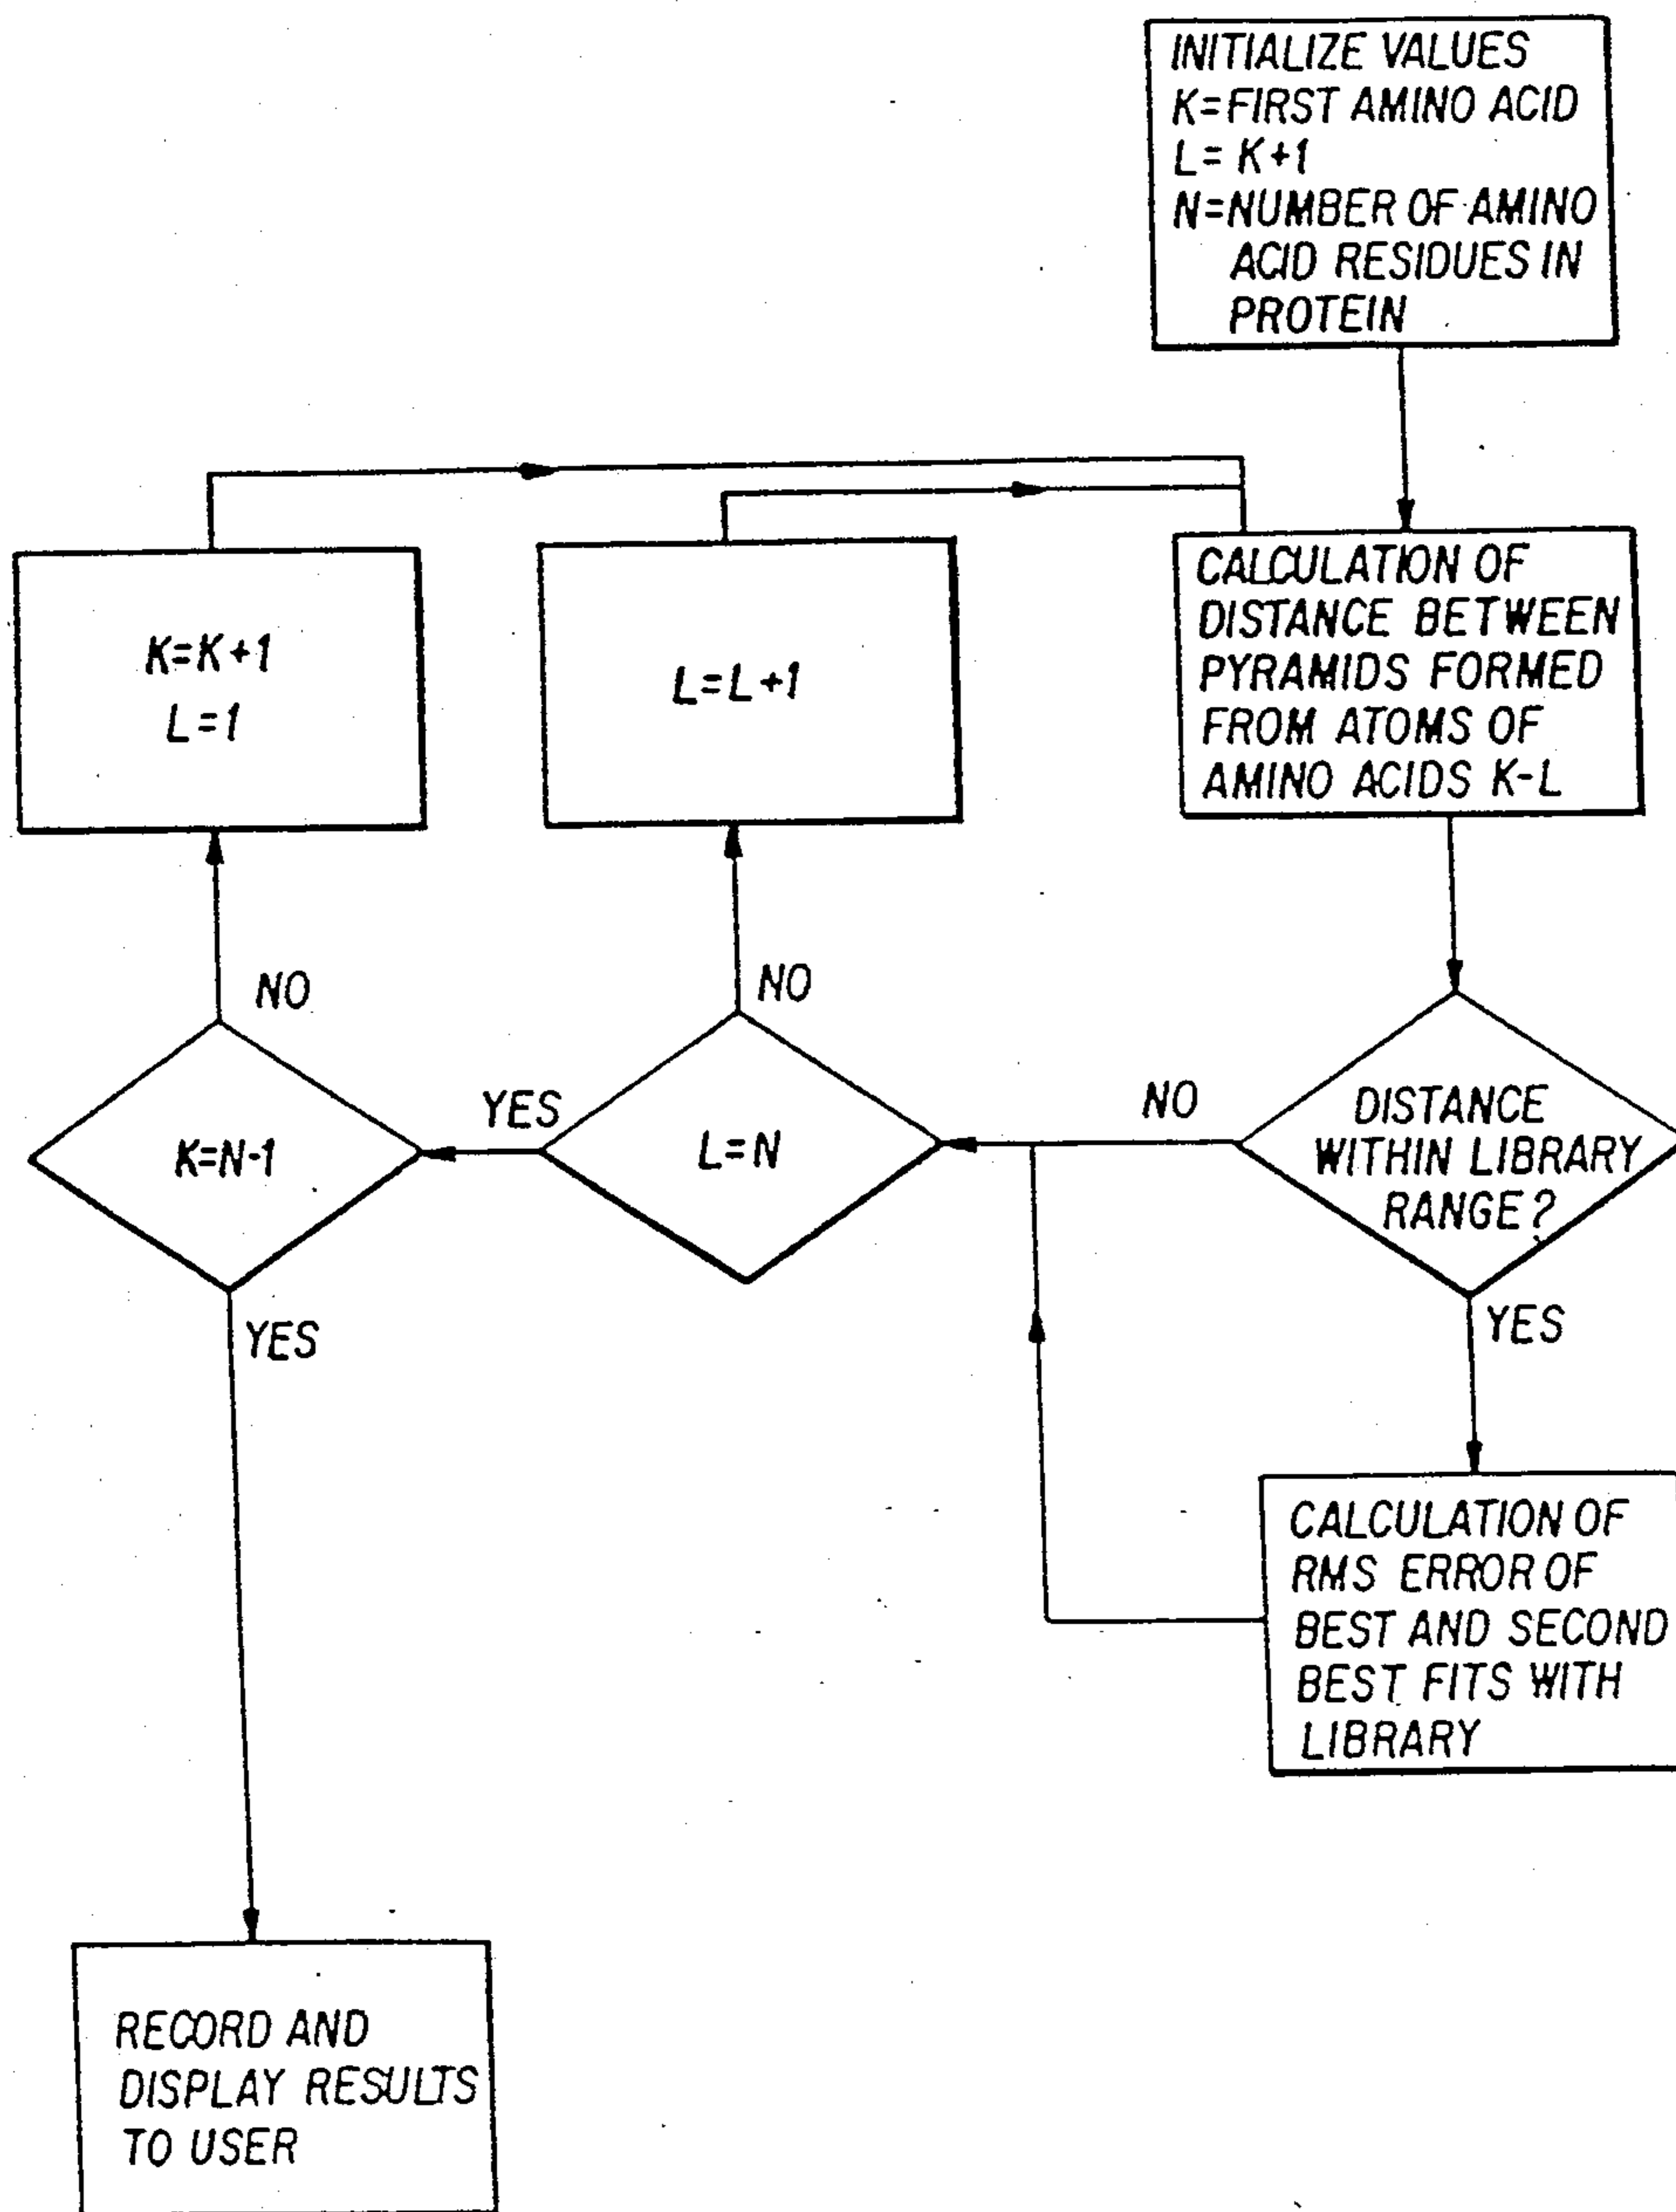 INITIALIZE VALUES
K=FIRST AMINO ACID
L= K+1
N=NUMBER OF AMINO
ACID RESIDUES IN
PROTEIN
K=K+1
L=1
L=L+1
CALCULATION OF
DISTANCE BETWEEN
PYRAMIDS FORMED
FROM ATOMS OF
AMINO ACIDS K-L
NO
NO
NO
YES
K=N-1
L=N
DISTANCE
WITHIN LIBRARY
RANGE?
YES
YES
CALCULATION OF
RMS ERROR OF
BEST AND SECOND
BEST FITS WITH
LIBRARY
RECORD AND
DISPLAY RESULTS
TO USER